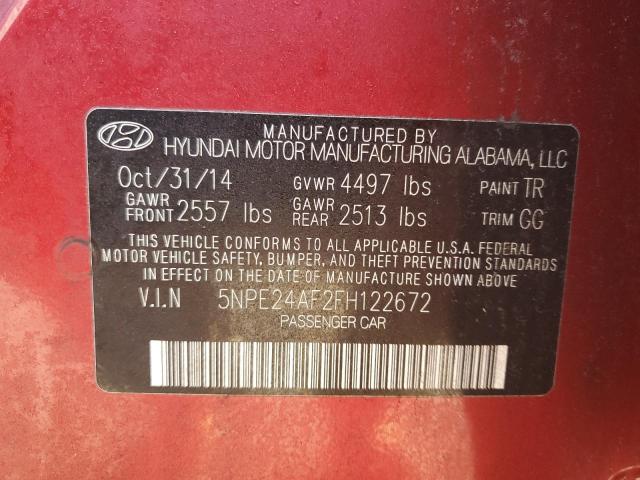 MANUFACTURED BY
HYUNDAI MOTOR MANUFACTURING ALABAMA, LLC
Oct/31/14 GVWR 4497 lbs PAINT TR
GAWR FRONT 2557 lbs GAWR REAR 2513 lbs TRIM GG
THIS VEHICLE CONFORMS TO ALL APPLICABLE U.S.A. FEDERAL
MOTOR VEHICLE SAFETY, BUMPER, AND THEFT PREVENTION STANDARDS
IN EFFECT ON THE DATE OF MANUFACTURE SHOWN ABOVE.
V.I.N 5NPE24AF2FH122672
PASSENGER CAR